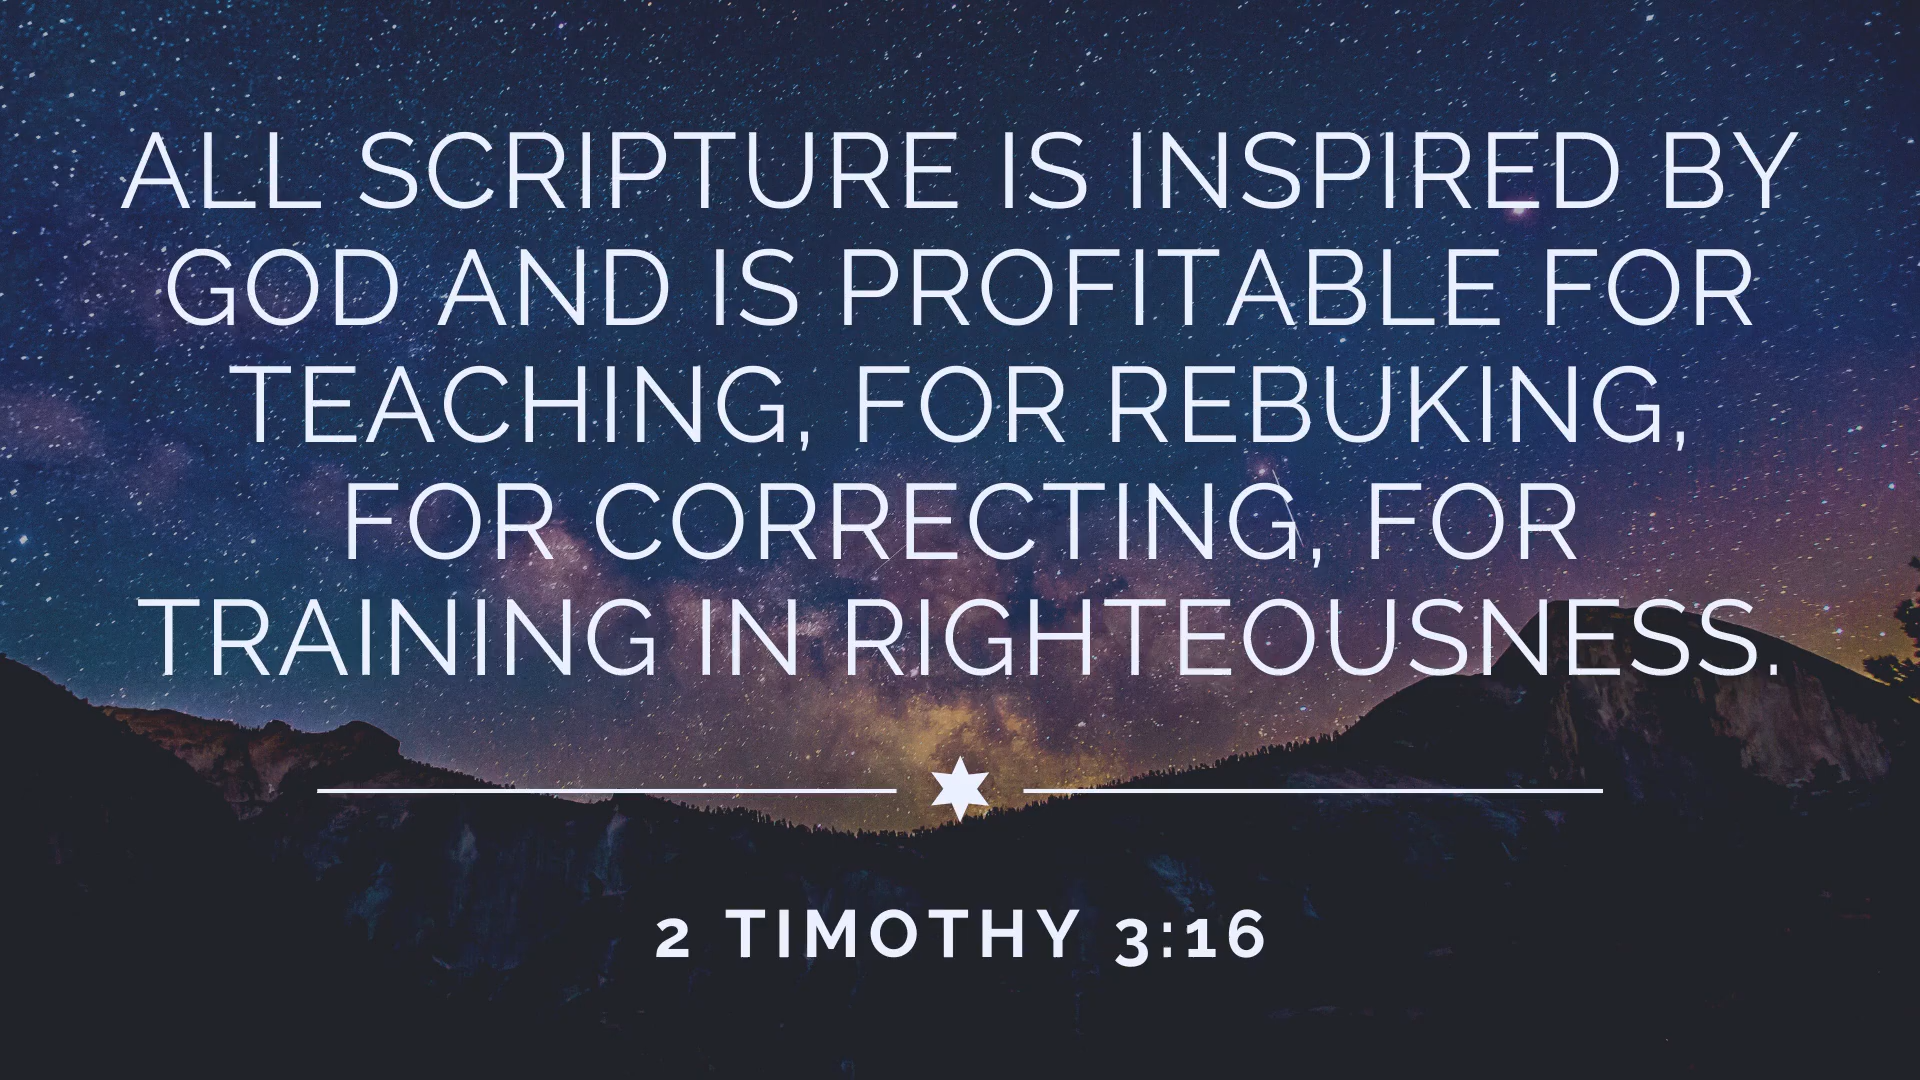 ALL SCRIPTURE IS INSPIRED BY
GOD AND IS PROFITABLE FOR
TEACHING, FOR REBUKING,
FOR CORRECTING, FOR
TRAINING IN RIGHTEOUSNESS.
2 TIMOTHY 3:16